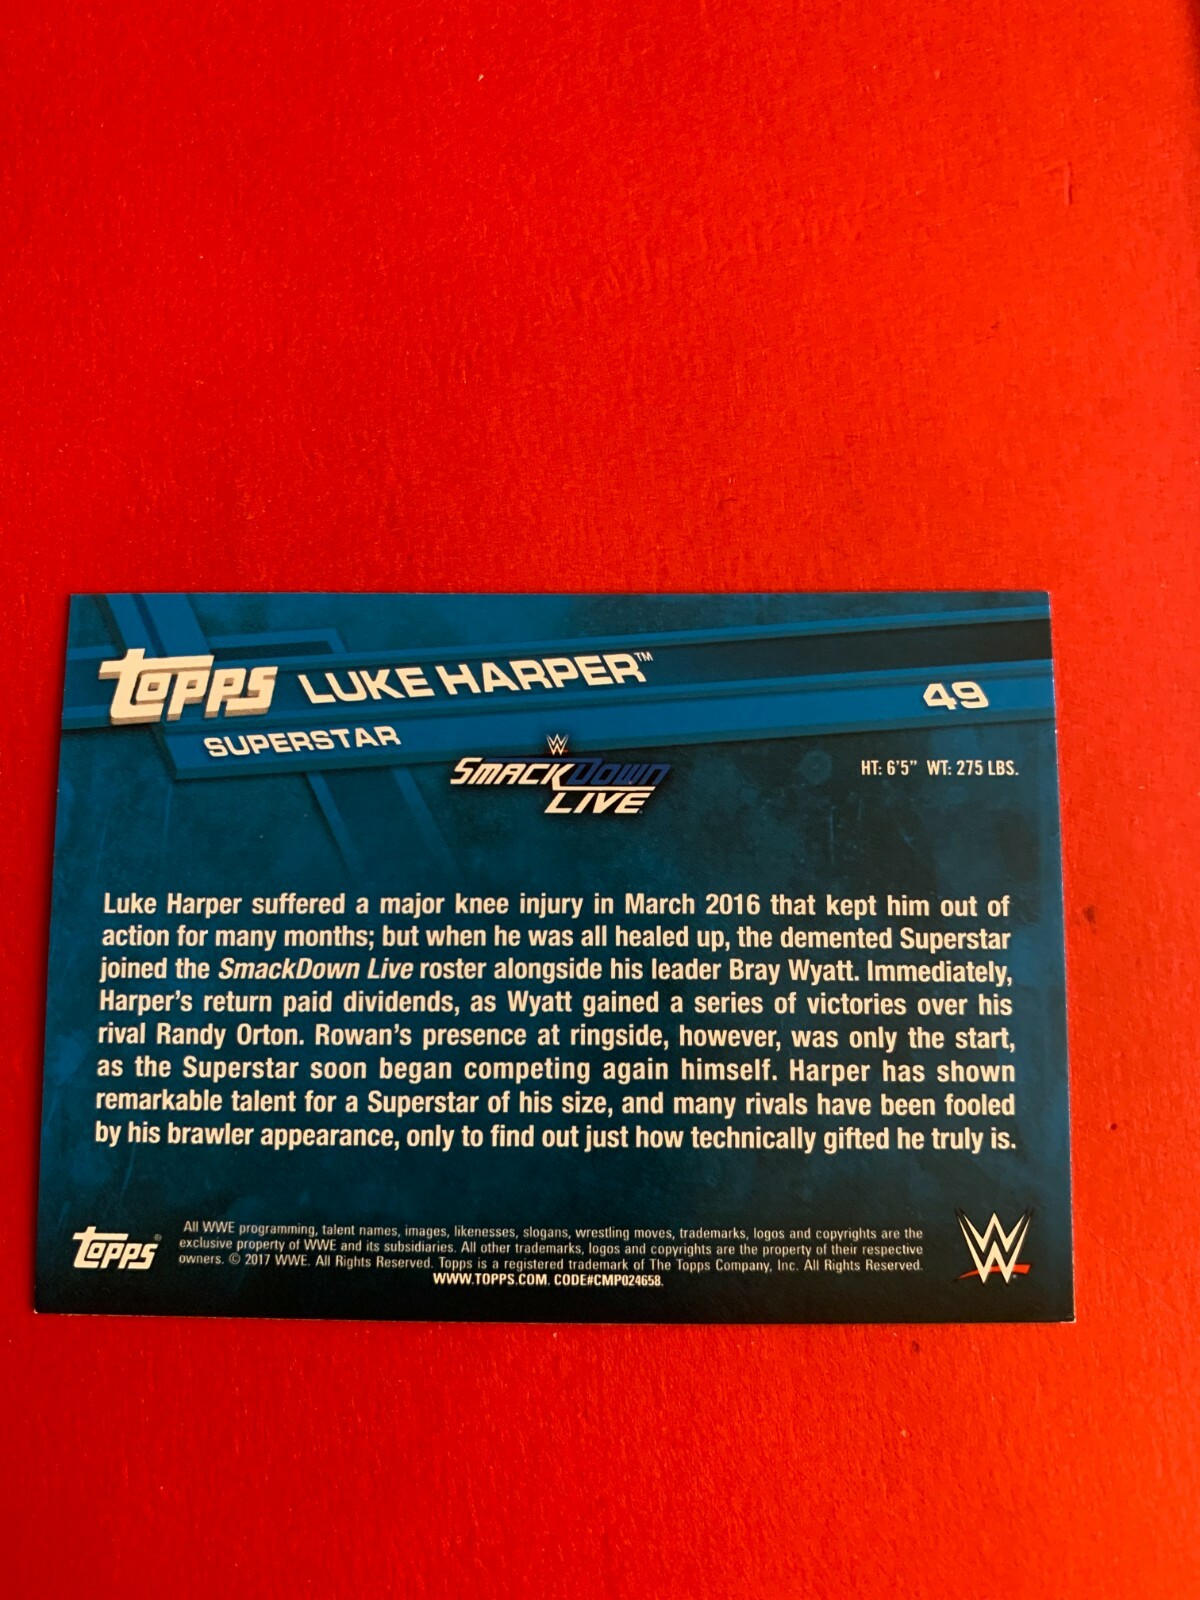 topps LUKE HARPER™
49
SUPERSTAR
W
SMACKDOWN
LIVE
HT: 6'5" WT: 275 LBS.
Luke Harper suffered a major knee injury in March 2016 that kept him out of
action for many months; but when he was all healed up, the demented Superstar
joined the SmackDown Live roster alongside his leader Bray Wyatt. Immediately,
Harper's return paid dividends, as Wyatt gained a series of victories over his
rival Randy Orton. Rowan's presence at ringside, however, was only the start,
as the Superstar soon began competing again himself. Harper has shown
remarkable talent for a Superstar of his size, and many rivals have been fooled
by his brawler appearance, only to find out just how technically gifted he truly is.
topps®
All WWE programming, talent names, images, likenesses, slogans, wrestling moves, trademarks, logos and copyrights are the
exclusive property of WWE and its subsidiaries. All other trademarks, logos and copyrights are the property of their respective
owners. © 2017 WWE. All Rights Reserved. Topps is a registered trademark of The Topps Company, Inc. All Rights Reserved.
WWW.TOPPS.COM. CODE#CMP024658.
W